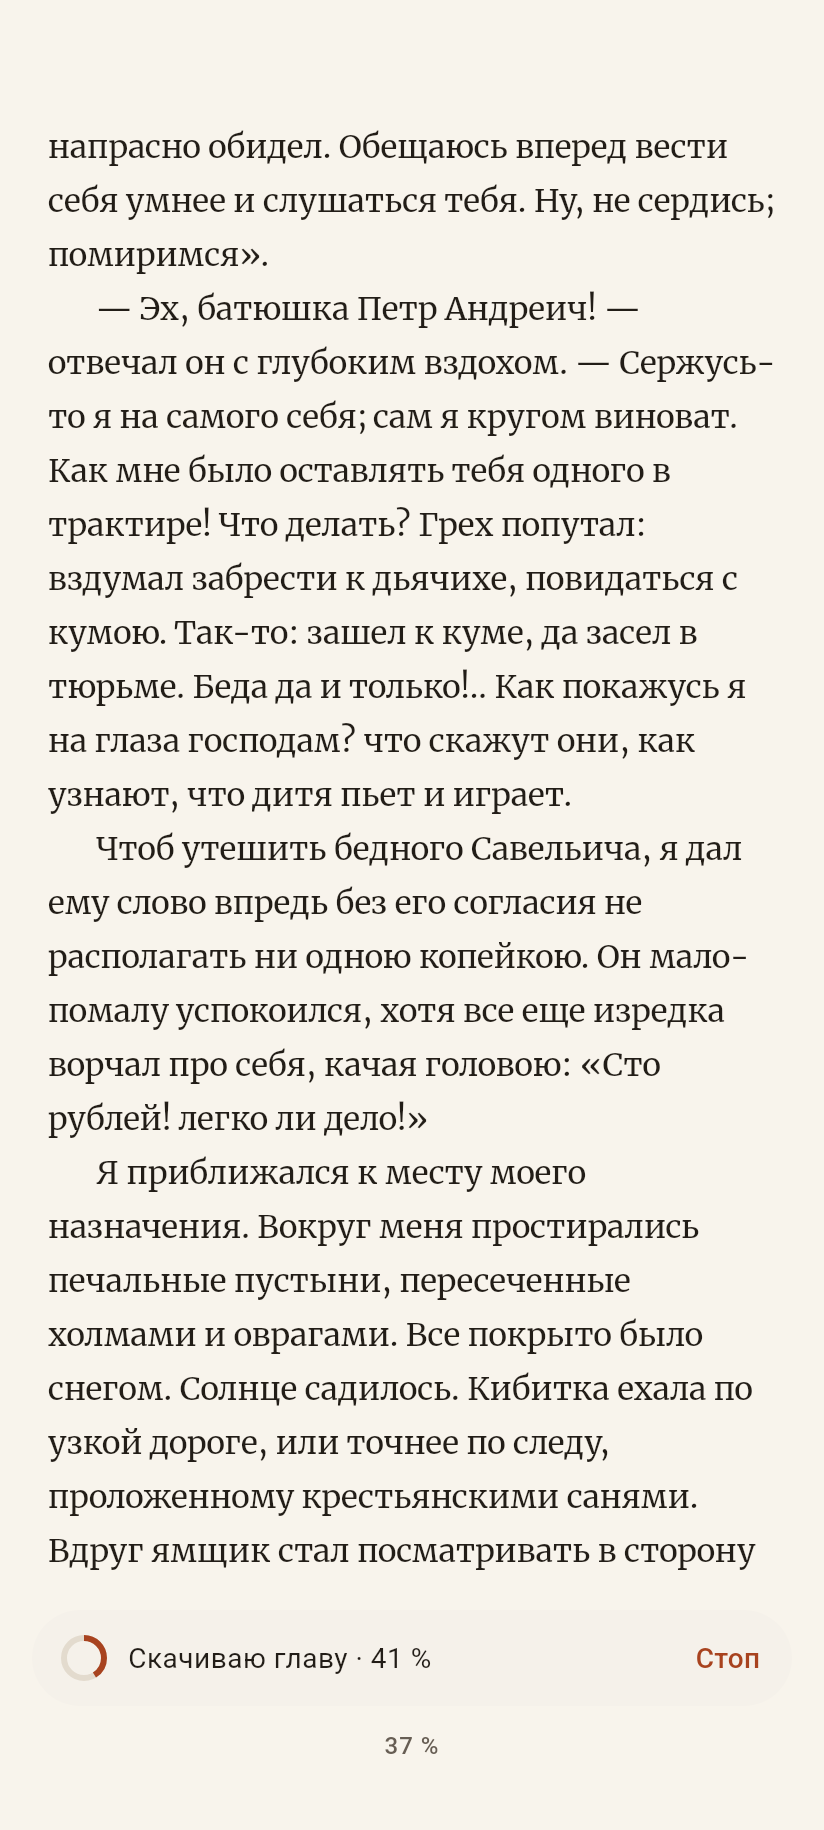 напрасно обидел. Обещаюсь вперед вести
себя умнее и слушаться тебя. Ну, не сердись;
помиримся».
— Эх, батюшка Петр Андреич! —
отвечал он с глубоким вздохом. — Сержусь-
то я на самого себя; сам я кругом виноват.
Как мне было оставлять тебя одного в
трактире! Что делать? Грех попутал:
вздумал забрести к дьячихе, повидаться с
кумою. Так-то: зашел к куме, да засел в
тюрьме. Беда да и только!.. Как покажусь я
на глаза господам? что скажут они, как
узнают, что дитя пьет и играет.
Чтоб утешить бедного Савельича, я дал
ему слово впредь без его согласия не
располагать ни одною копейкою. Он мало-
помалу успокоился, хотя все еще изредка
ворчал про себя, качая головою: «Сто
рублей! легко ли дело!»
Я приближался к месту моего
назначения. Вокруг меня простирались
печальные пустыни, пересеченные
холмами и оврагами. Все покрыто было
снегом. Солнце садилось. Кибитка ехала по
узкой дороге, или точнее по следу,
проложенному крестьянскими санями.
Вдруг ямщик стал посматривать в сторону
Скачиваю главу · 41 % Стоп
37 %